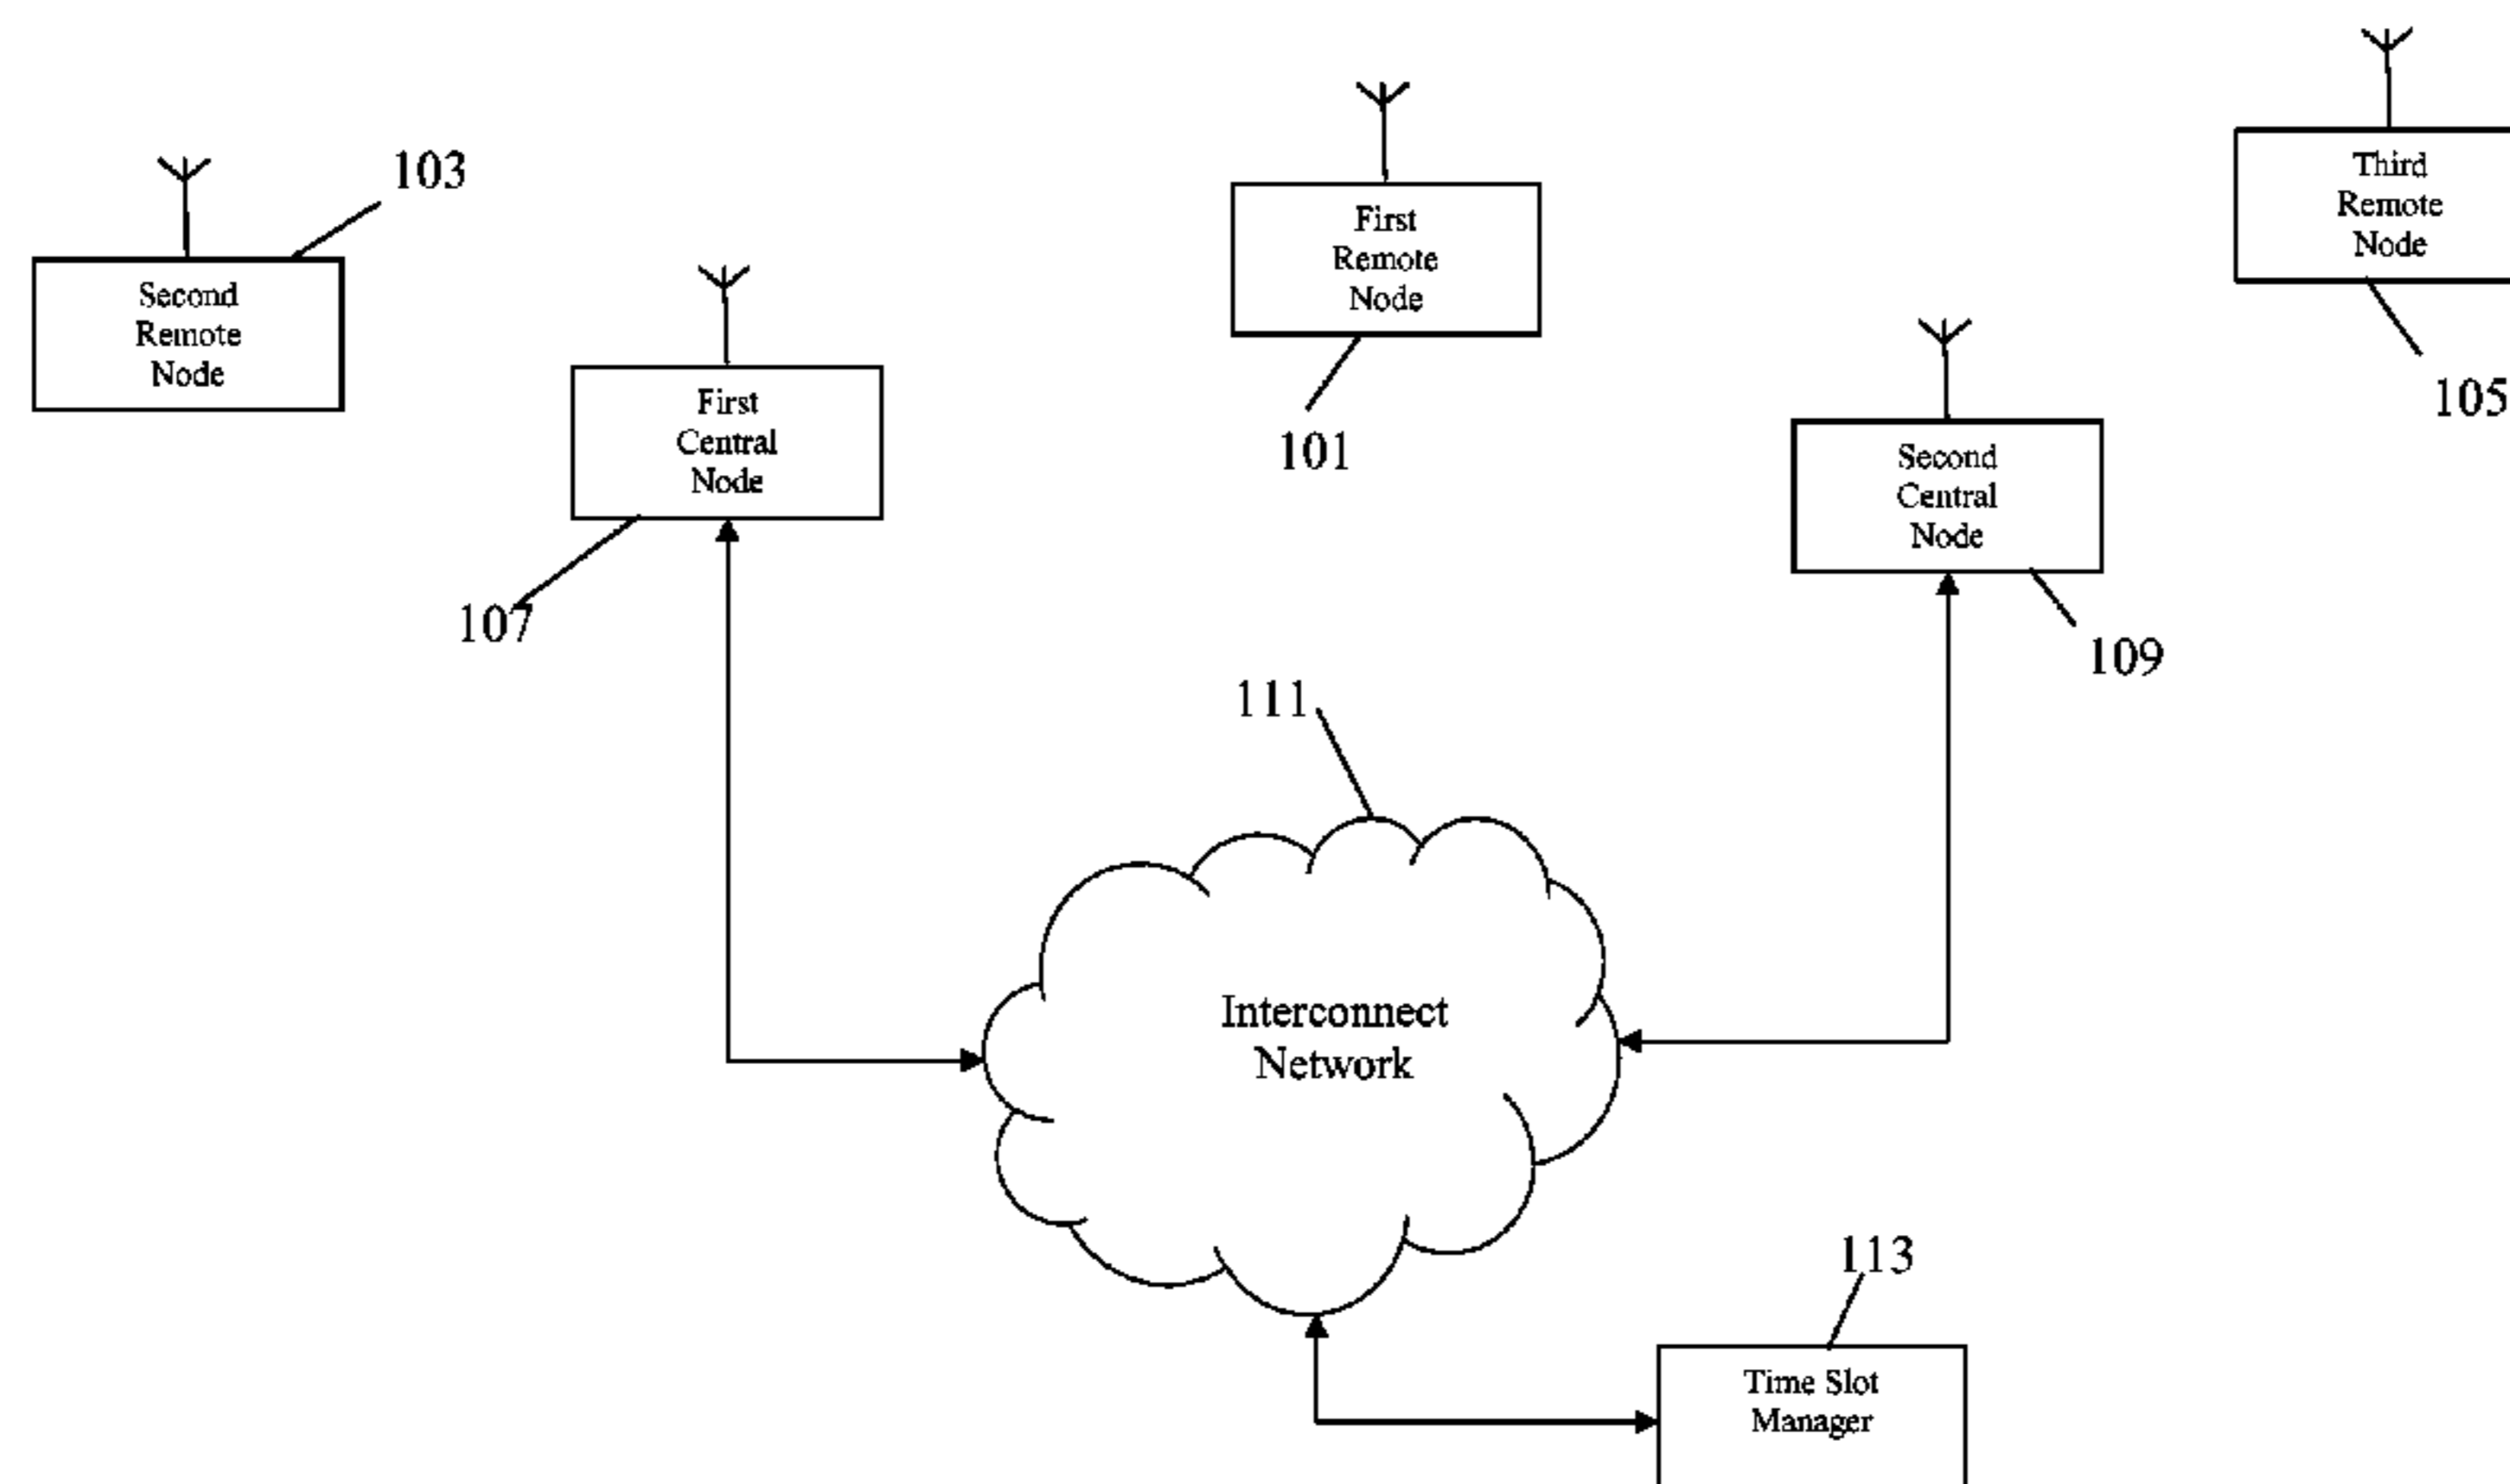 103
Second
Remote
Node
First
Remote
Node
101
Third
Remote
Node
105
First
Central
Node
107
Second
Central
Node
109
111
Interconnect
Network
113
Time Slot
Manager